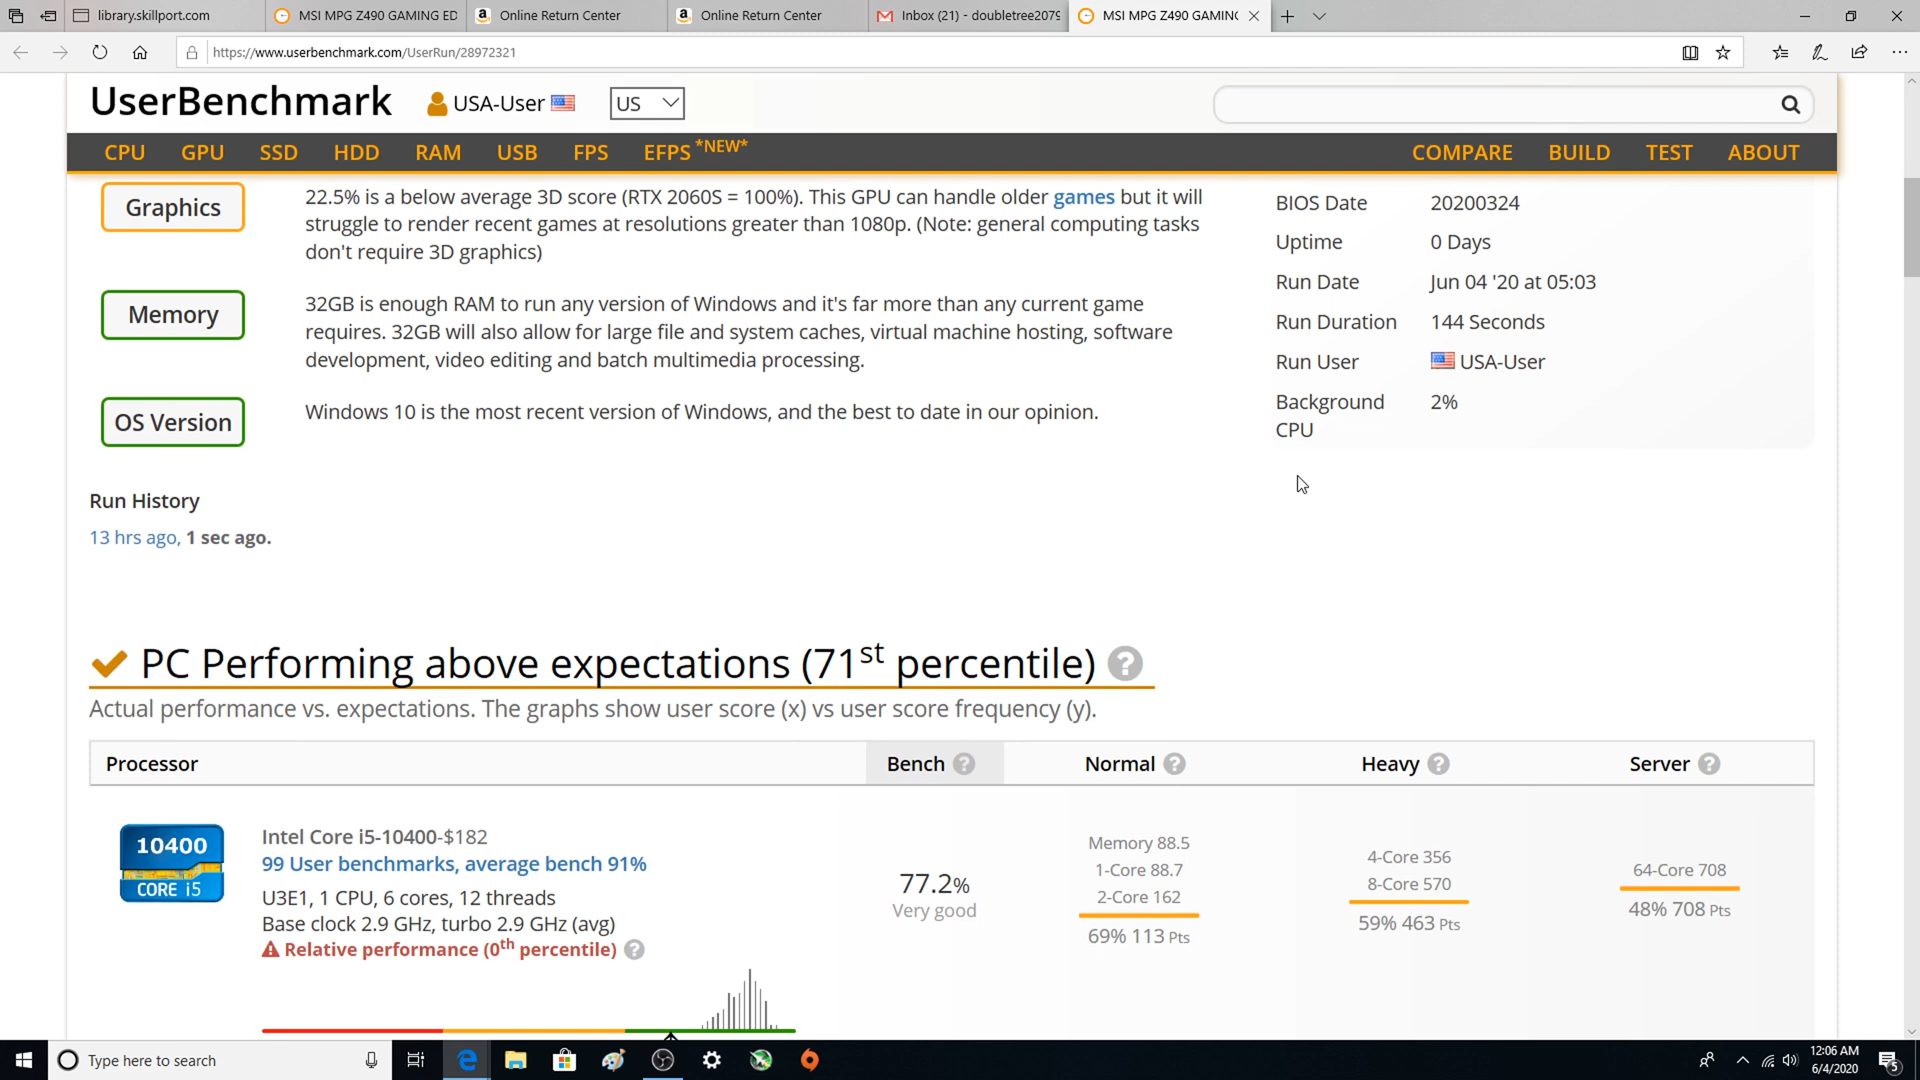 library.skillport.com
MSI MPG Z490 GAMING ED
Online Return Center
Online Return Center
Inbox (21) - doubletree2079
MSI MPG Z490 GAMING
https://www.userbenchmark.com/UserRun/28972321
UserBenchmark
USA-User
US
CPU GPU SSD HDD RAM USB FPS EFPS *NEW*
COMPARE BUILD TEST ABOUT
Graphics
22.5% is a below average 3D score (RTX 2060S = 100%). This GPU can handle older games but it will
struggle to render recent games at resolutions greater than 1080p. (Note: general computing tasks
don't require 3D graphics)
Memory
32GB is enough RAM to run any version of Windows and it's far more than any current game
requires. 32GB will also allow for large file and system caches, virtual machine hosting, software
development, video editing and batch multimedia processing.
OS Version
Windows 10 is the most recent version of Windows, and the best to date in our opinion.
BIOS Date 20200324
Uptime 0 Days
Run Date Jun 04 '20 at 05:03
Run Duration 144 Seconds
Run User USA-User
Background 2%
CPU
Run History
13 hrs ago, 1 sec ago.
PC Performing above expectations (71st percentile) ?
Actual performance vs. expectations. The graphs show user score (x) vs user score frequency (y).
Processor Bench ? Normal ? Heavy ? Server ?
10400
CORE i5
Intel Core i5-10400-$182
99 User benchmarks, average bench 91%
U3E1, 1 CPU, 6 cores, 12 threads
Base clock 2.9 GHz, turbo 2.9 GHz (avg)
Relative performance (0th percentile) ?
77.2%
Very good
Memory 88.5
1-Core 88.7
2-Core 162
69% 113 Pts
4-Core 356
8-Core 570
59% 463 Pts
64-Core 708
48% 708 Pts
Type here to search
12:06 AM
6/4/2020
5